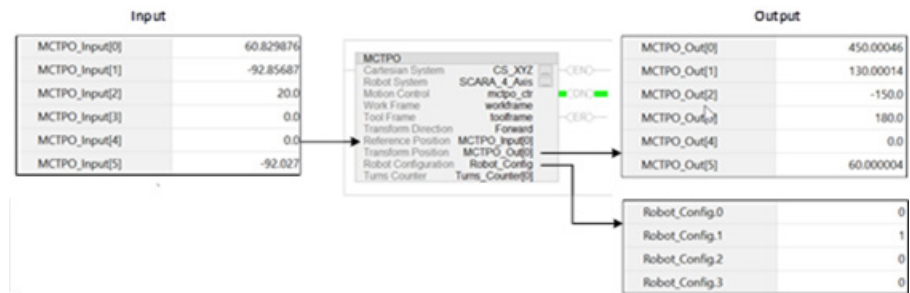 Input
Output
MCTPO_Input[0] 60.829876
MCTPO_Input[1] -92.85687
MCTPO_Input[2] 20.0
MCTPO_Input[3] 0.0
MCTPO_Input[4] 0.0
MCTPO_Input[5] -92.027
MCTPO
Cartesian System CS_XYZ ...
Robot System SCARA_4_Axis ...
Motion Control mctpo_ctr
Work Frame workframe
Tool Frame toolframe
Transform Direction Forward
Reference Position MCTPO_Input[0]
Transform Position MCTPO_Out[0]
Robot Configuration Robot_Config
Turns Counter Turns_Counter[0]
EN
DN
ER
MCTPO_Out[0] 450.00046
MCTPO_Out[1] 130.00014
MCTPO_Out[2] -150.0
180.0
MCTPO_Out[4] 0.0
MCTPO_Out[5] 60.000004
Robot_Config.0 0
Robot_Config.1 1
Robot_Config.2 0
Robot_Config.3 0